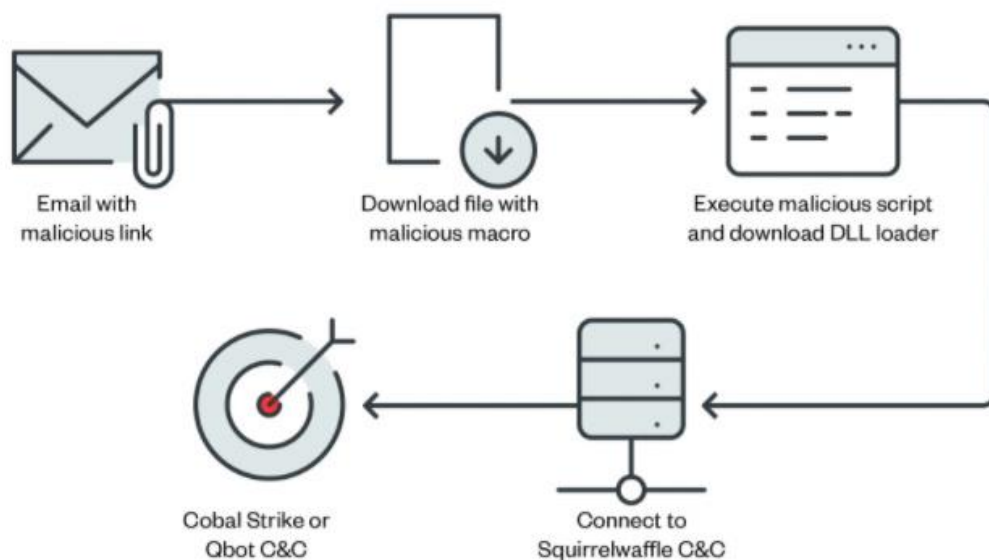 Email with
malicious link
Download file with
malicious macro
Execute malicious script
and download DLL loader
Cobal Strike or
Qbot C&C
Connect to
Squirrelwaffle C&C